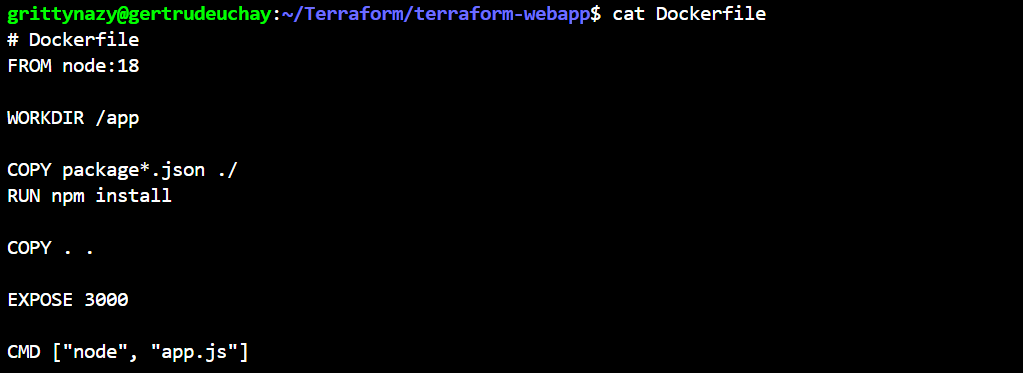 grittynazy@gertrudeuchay:~/Terraform/terraform-webapp$ cat Dockerfile
# Dockerfile
FROM node:18
WORKDIR /app
COPY package*.json ./
RUN npm install
COPY . .
EXPOSE 3000
CMD ["node", "app.js"]